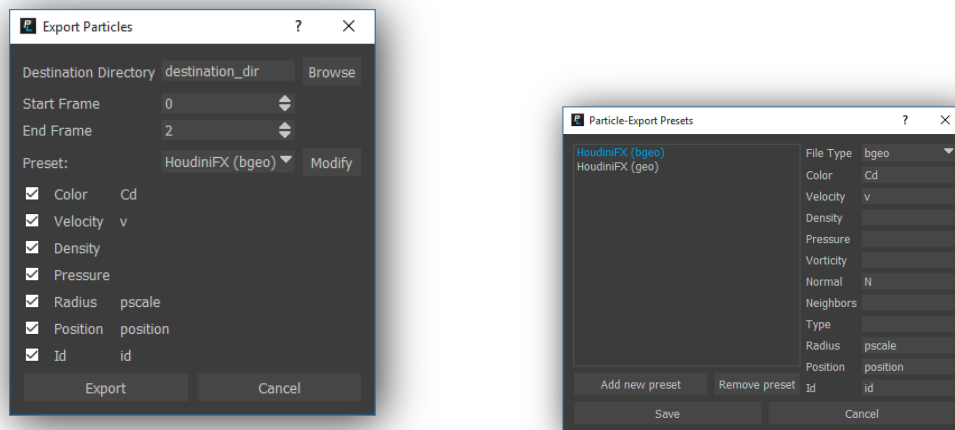 Export Particles ? ×
Destination Directory destination_dir Browse
Start Frame 0
End Frame 2
Preset: HoudiniFX (bgeo) Modify
Color Cd
Velocity v
Density
Pressure
Radius pscale
Position position
Id id
Export Cancel
Particle-Export Presets ? ×
HoudiniFX (bgeo)
HoudiniFX (geo)
File Type bgeo
Color Cd
Velocity v
Density
Pressure
Vorticity
Normal N
Neighbors
Type
Radius pscale
Position position
Id id
Add new preset Remove preset
Save Cancel